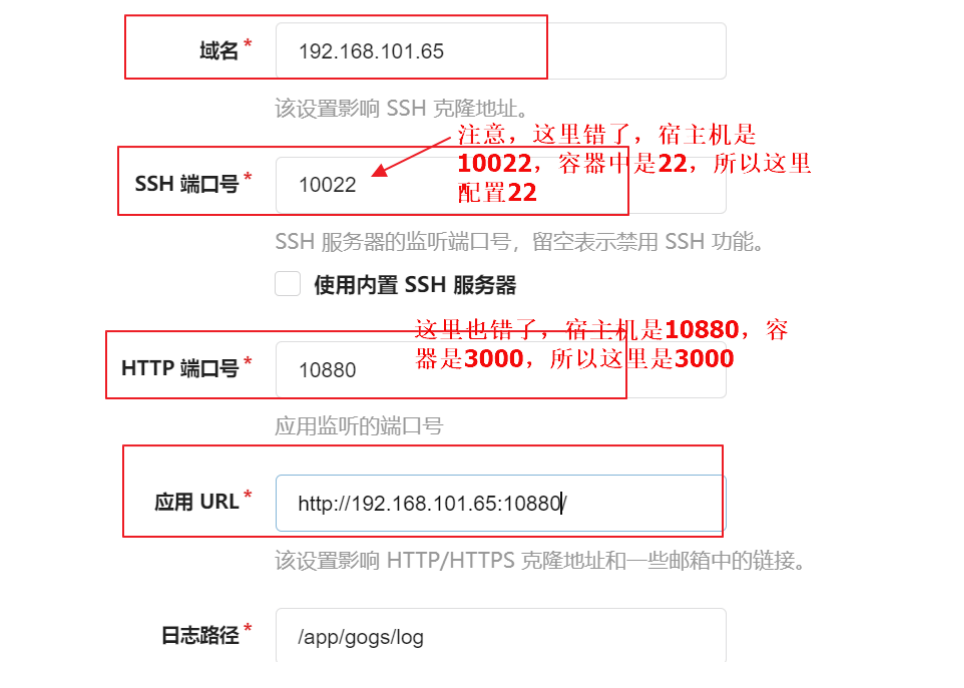 域名* 192.168.101.65
该设置影响 SSH 克隆地址。
注意，这里错了，宿主机是
10022，容器中是22，所以这里
配置22
SSH 端口号* 10022
SSH 服务器的监听端口号，留空表示禁用 SSH 功能。
使用内置 SSH 服务器
这里也错了，宿主机是10880，容
器是3000，所以这里是3000
HTTP 端口号* 10880
应用监听的端口号
应用 URL* http://192.168.101.65:10880/
该设置影响 HTTP/HTTPS 克隆地址和一些邮箱中的链接。
日志路径* /app/gogs/log